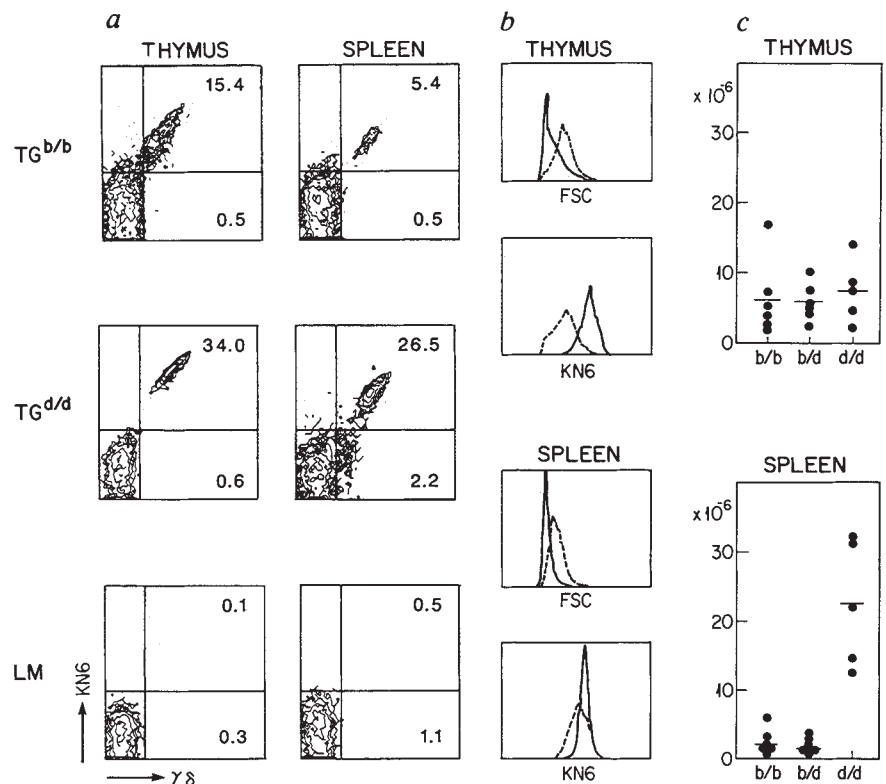 a
THYMUS
SPLEEN
TG b/b
15.4
0.5
5.4
0.5
TG d/d
34.0
0.6
26.5
2.2
LM
0.1
0.3
0.5
1.1
KN6
γδ
b
THYMUS
FSC
KN6
SPLEEN
FSC
KN6
c
THYMUS
x 10^-6
30
20
10
0
b/b b/d d/d
SPLEEN
x 10^-6
30
20
10
0
b/b b/d d/d